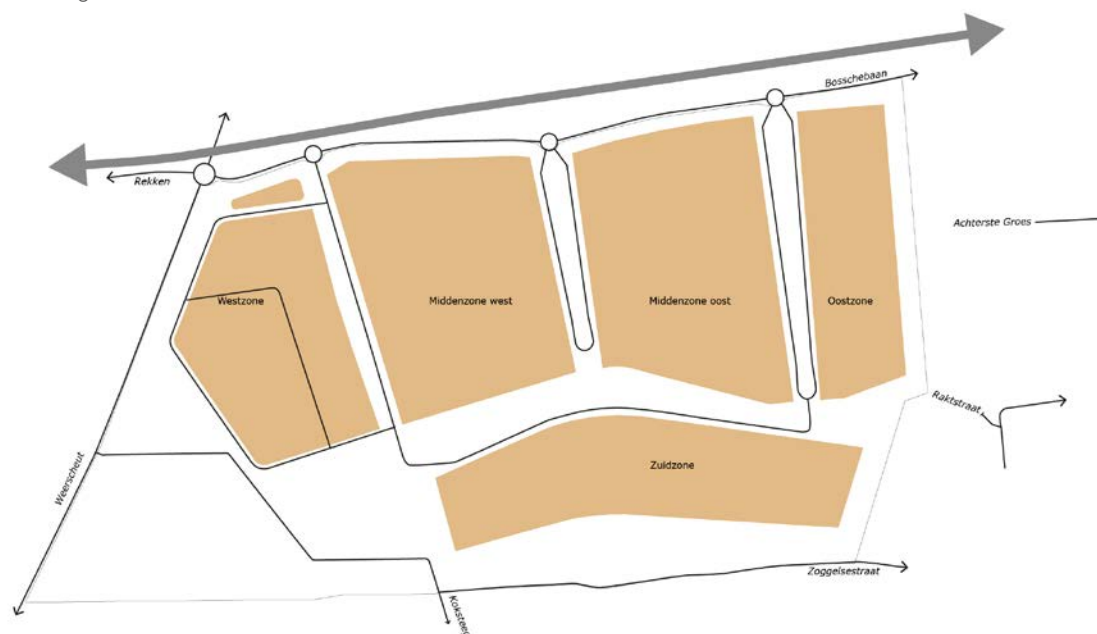 Bosschebaan
Rekken
Achterste Groes
Westzone
Middenzone west
Middenzone oost
Oostzone
Raktstraat
Zuidzone
Weerscheut
Zoggelsestraat